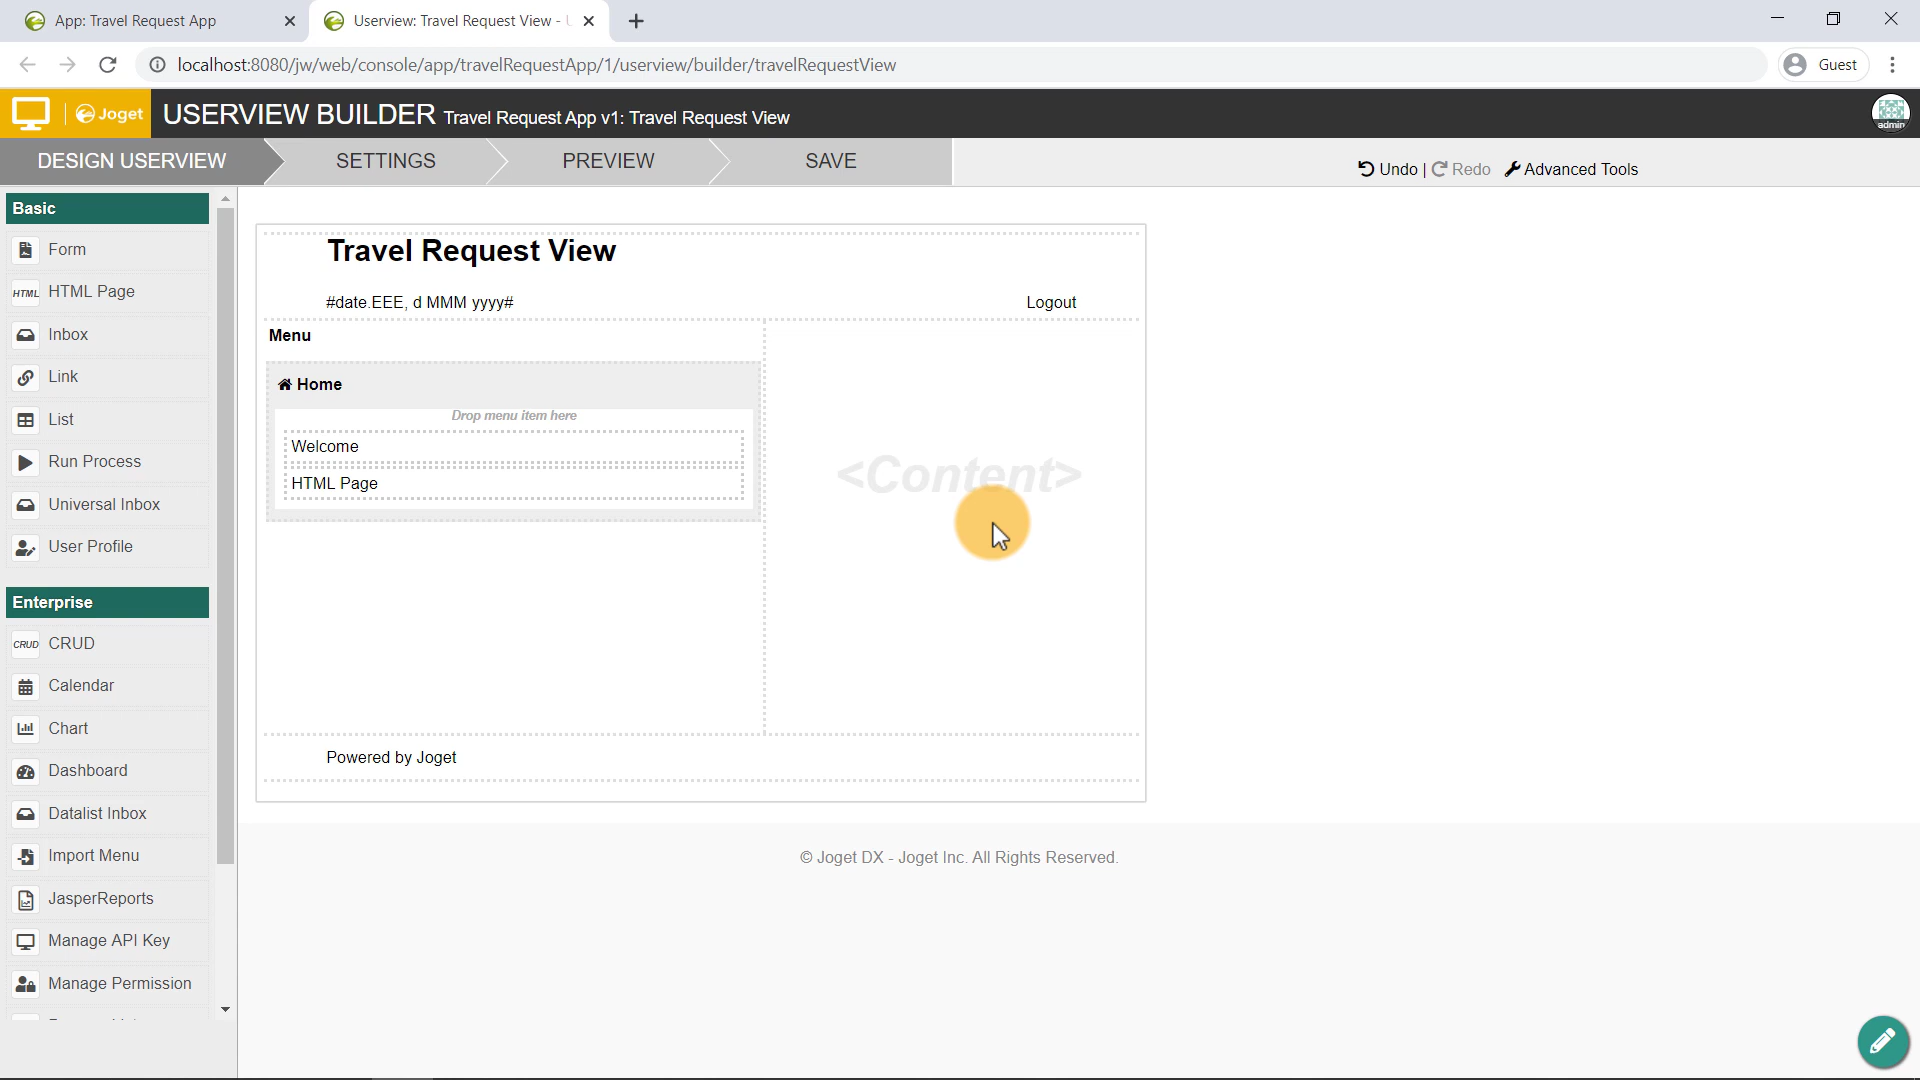 App: Travel Request App
Userview: Travel Request View -
localhost:8080/jw/web/console/app/travelRequestApp/1/userview/builder/travelRequestView
Guest
Joget
USERVIEW BUILDER Travel Request App v1: Travel Request View
admin
DESIGN USERVIEW
SETTINGS
PREVIEW
SAVE
Undo | Redo
Advanced Tools
Basic
Form
HTML HTML Page
Inbox
Link
List
Run Process
Universal Inbox
User Profile
Enterprise
CRUD CRUD
Calendar
Chart
Dashboard
Datalist Inbox
Import Menu
JasperReports
Manage API Key
Manage Permission
Travel Request View
#date.EEE, d MMM yyyy#
Logout
Menu
Home
Drop menu item here
Welcome
HTML Page
<Content>
Powered by Joget
© Joget DX - Joget Inc. All Rights Reserved.